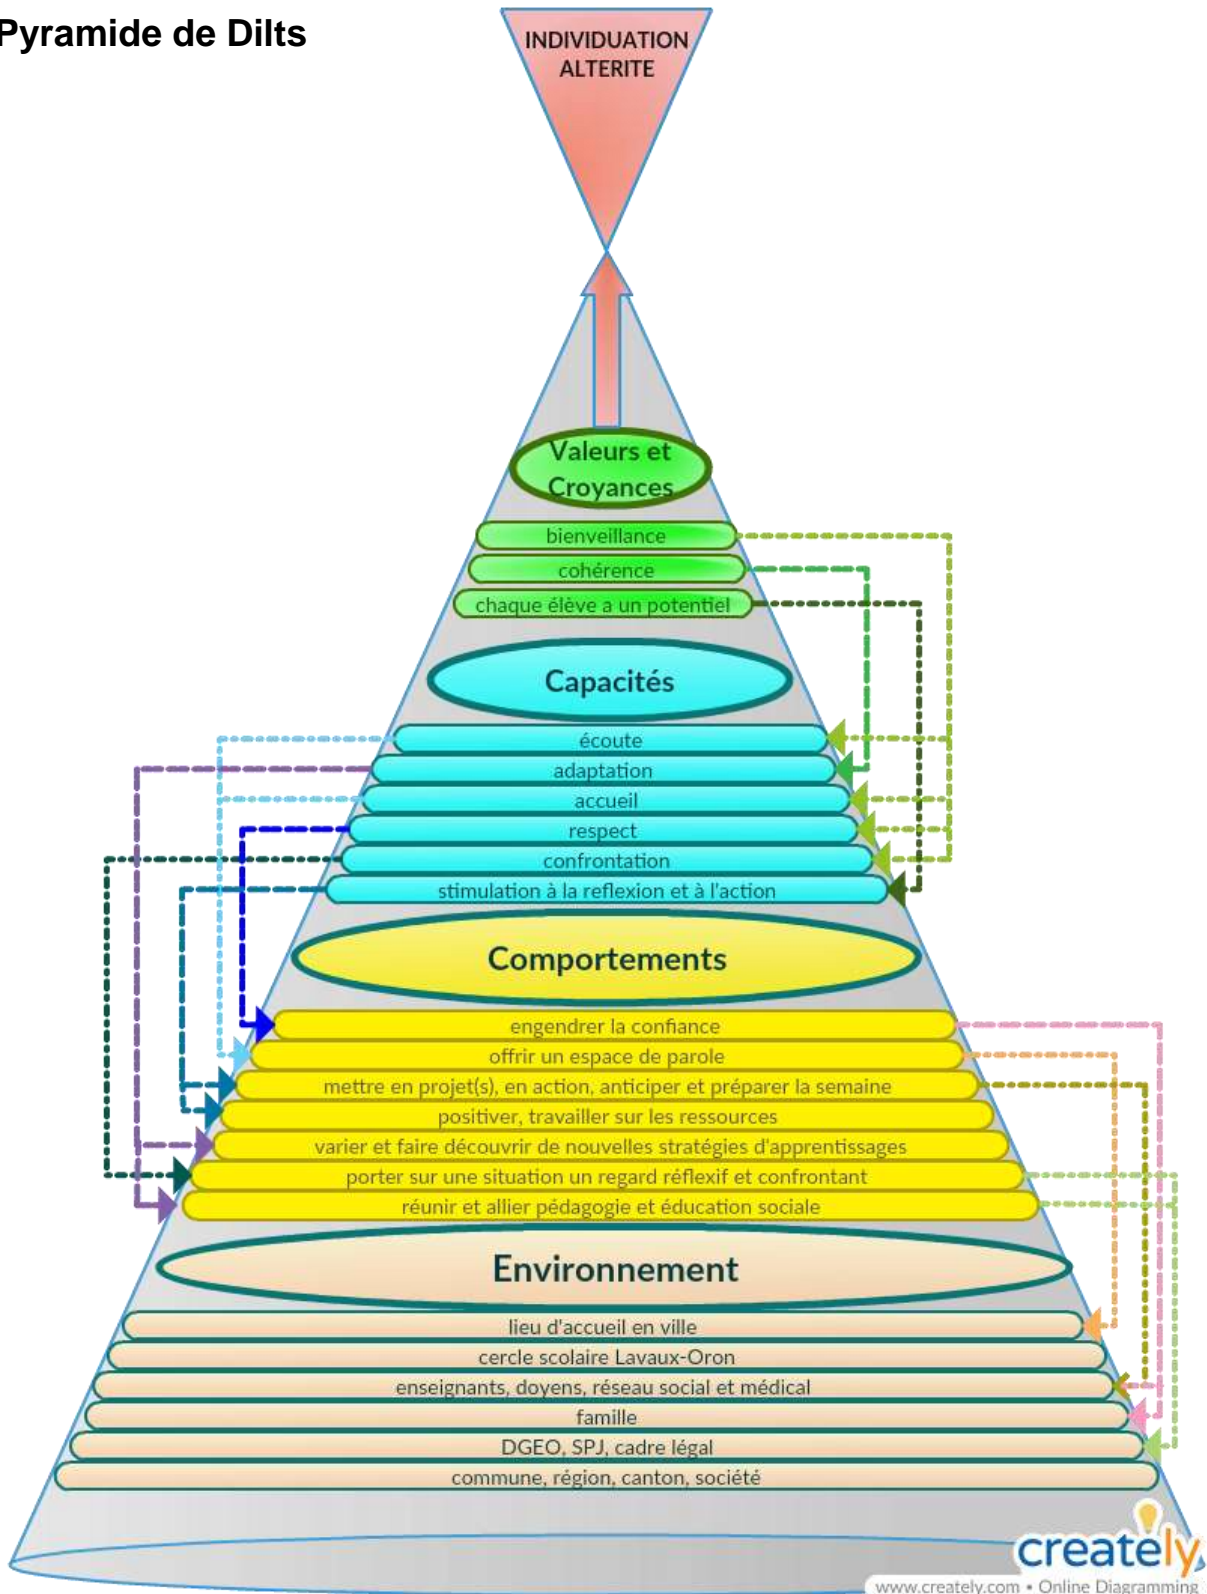 Pyramide de Dilts
INDIVIDUATION
ALTERITE
Valeurs et
Croyances
bienveillance
cohérence
chaque élève a un potentiel
Capacités
écoute
adaptation
accueil
respect
confrontation
stimulation à la reflexion et à l'action
Comportements
engendrer la confiance
offrir un espace de parole
mettre en projet(s), en action, anticiper et préparer la semaine
positiver, travailler sur les ressources
varier et faire découvrir de nouvelles stratégies d'apprentissages
porter sur une situation un regard réflexif et confrontant
réunir et allier pédagogie et éducation sociale
Environnement
lieu d'accueil en ville
cercle scolaire Lavaux-Oron
enseignants, doyens, réseau social et médical
famille
DGEO, SPJ, cadre légal
commune, région, canton, société
creately
www.creately.com • Online Diagramming